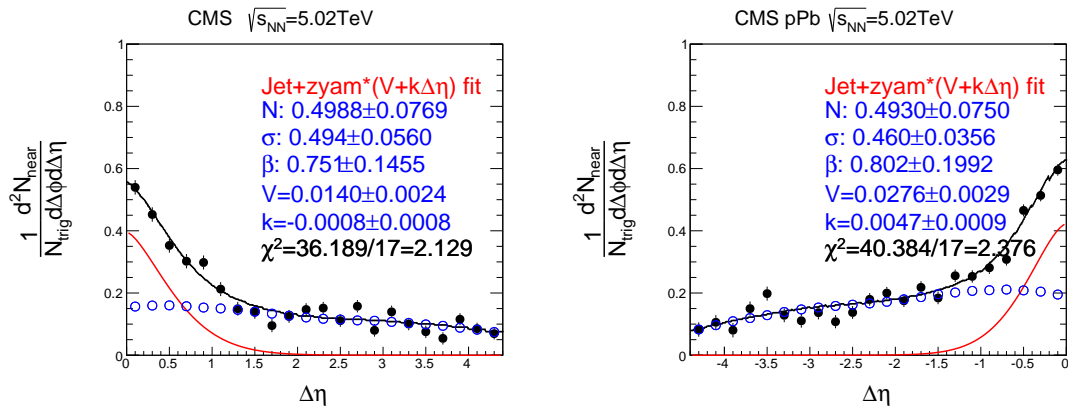 CMS √s_NN=5.02TeV
1
0.8
0.6
0.4
0.2
0
1/N_trig d²N_near/dΔϕdΔη
Jet+zyam*(V+kΔη) fit
N: 0.4988±0.0769
σ: 0.494±0.0560
β: 0.751±0.1455
V=0.0140±0.0024
k=-0.0008±0.0008
χ²=36.189/17=2.129
0 0.5 1 1.5 2 2.5 3 3.5 4
Δη
CMS pPb √s_NN=5.02TeV
1
0.8
0.6
0.4
0.2
0
1/N_trig d²N_near/dΔϕdΔη
Jet+zyam*(V+kΔη) fit
N: 0.4930±0.0750
σ: 0.460±0.0356
β: 0.802±0.1992
V=0.0276±0.0029
k=0.0047±0.0009
χ²=40.384/17=2.376
-4 -3.5 -3 -2.5 -2 -1.5 -1 -0.5 0
Δη